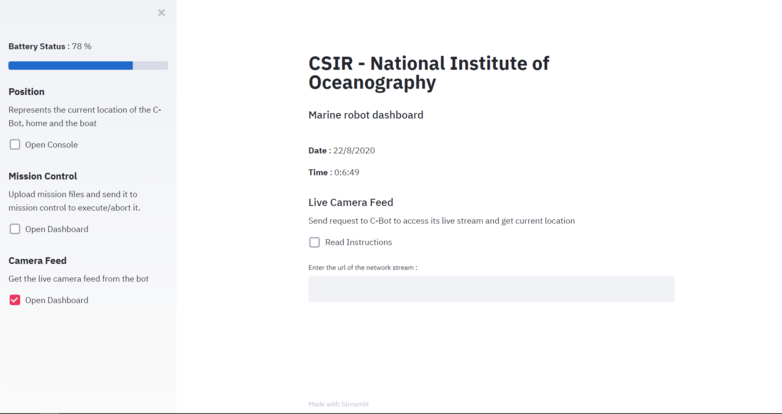 ×
Battery Status : 78 %
Position
Represents the current location of the C-
Bot, home and the boat
Open Console
Mission Control
Upload mission files and send it to
mission control to execute/abort it.
Open Dashboard
Camera Feed
Get the live camera feed from the bot
Open Dashboard
CSIR - National Institute of
Oceanography
Marine robot dashboard
Date : 22/8/2020
Time : 0:6:49
Live Camera Feed
Send request to C-Bot to access its live stream and get current location
Read Instructions
Enter the url of the network stream :
Made with Streamlit